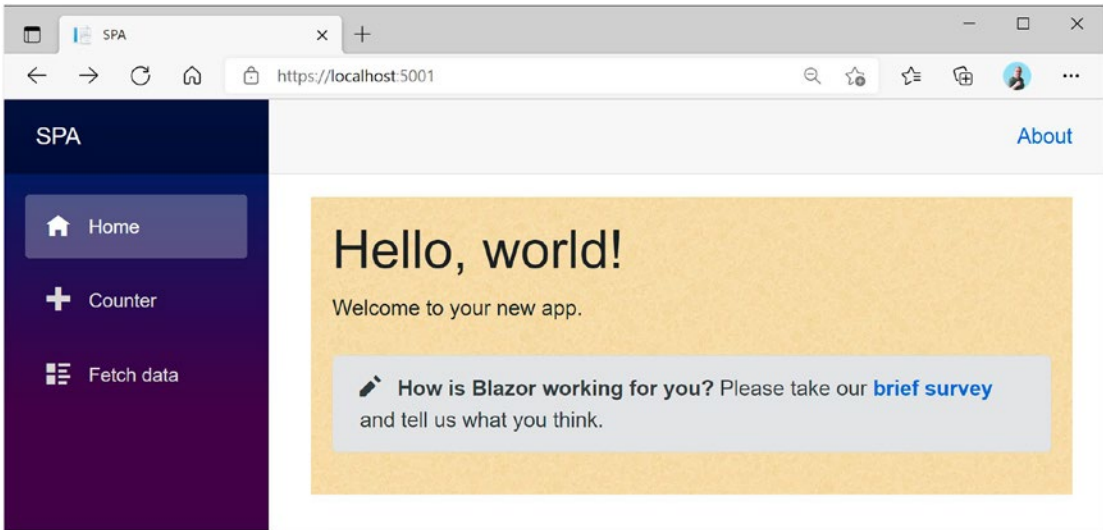 SPA
https://localhost:5001
SPA
About
Home
Hello, world!
Welcome to your new app.
Counter
Fetch data
How is Blazor working for you? Please take our brief survey
and tell us what you think.